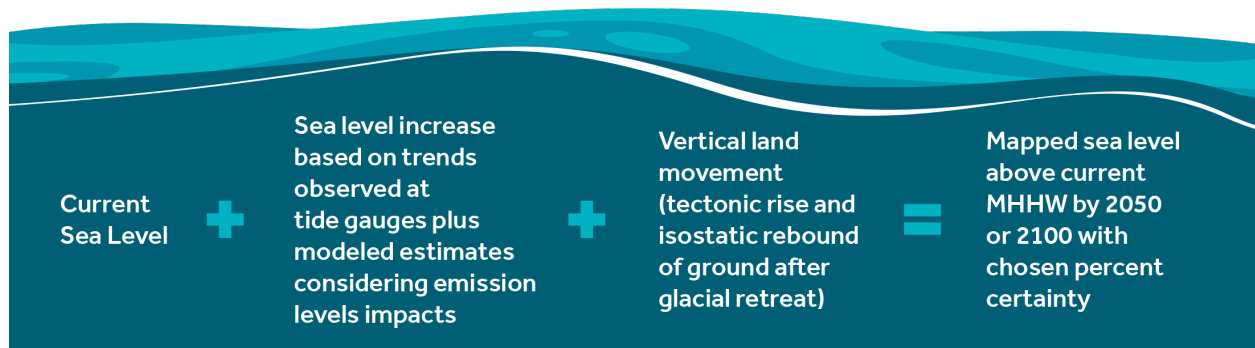 Current
Sea Level
+
Sea level increase
based on trends
observed at
tide gauges plus
modeled estimates
considering emission
levels impacts
+
Vertical land
movement
(tectonic rise and
isostatic rebound
of ground after
glacial retreat)
=
Mapped sea level
above current
MHHW by 2050
or 2100 with
chosen percent
certainty